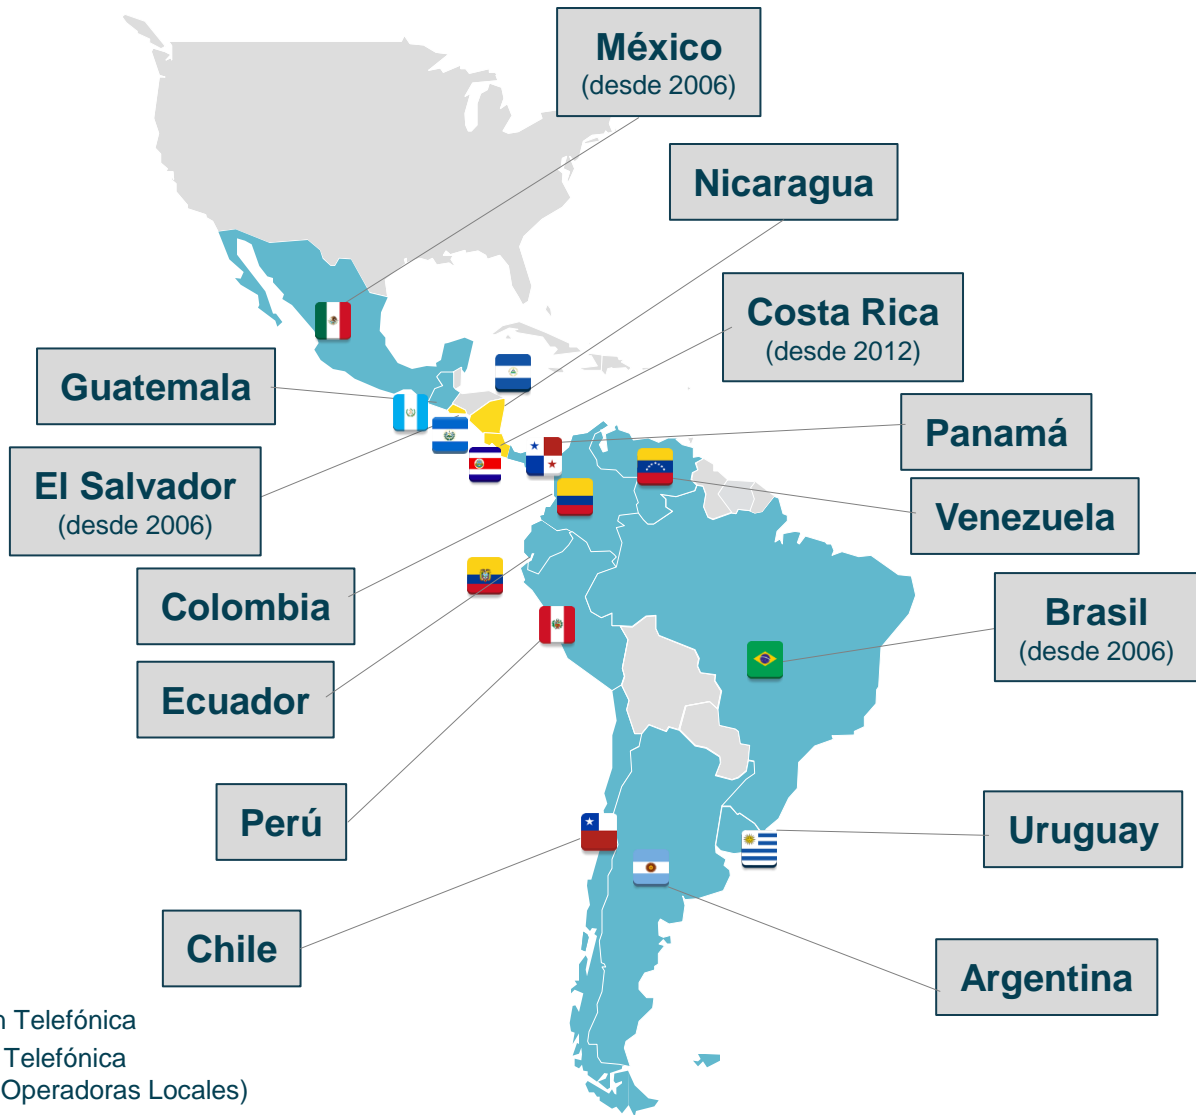 México
(desde 2006)
Nicaragua
Costa Rica
(desde 2012)
Guatemala
Panamá
El Salvador
(desde 2006)
Venezuela
Colombia
Brasil
(desde 2006)
Ecuador
Perú
Uruguay
Chile
Argentina
Telefónica
Telefónica
Operadoras Locales)